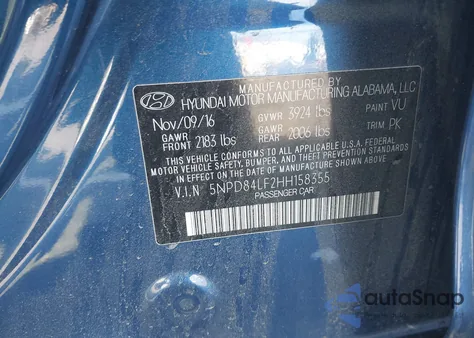 MANUFACTURED BY
HYUNDAI MOTOR MANUFACTURING ALABAMA, LLC
Nov/09/16 GVWR 3924 lbs PAINT VU
GAWR FRONT 2183 lbs GAWR REAR 2006 lbs TRIM PK
THIS VEHICLE CONFORMS TO ALL APPLICABLE U.S.A. FEDERAL
MOTOR VEHICLE SAFETY, BUMPER, AND THEFT PREVENTION STANDARDS
IN EFFECT ON THE DATE OF MANUFACTURE SHOWN ABOVE.
V.I.N 5NPD84LF2HH158355
PASSENGER CAR
autoSnap